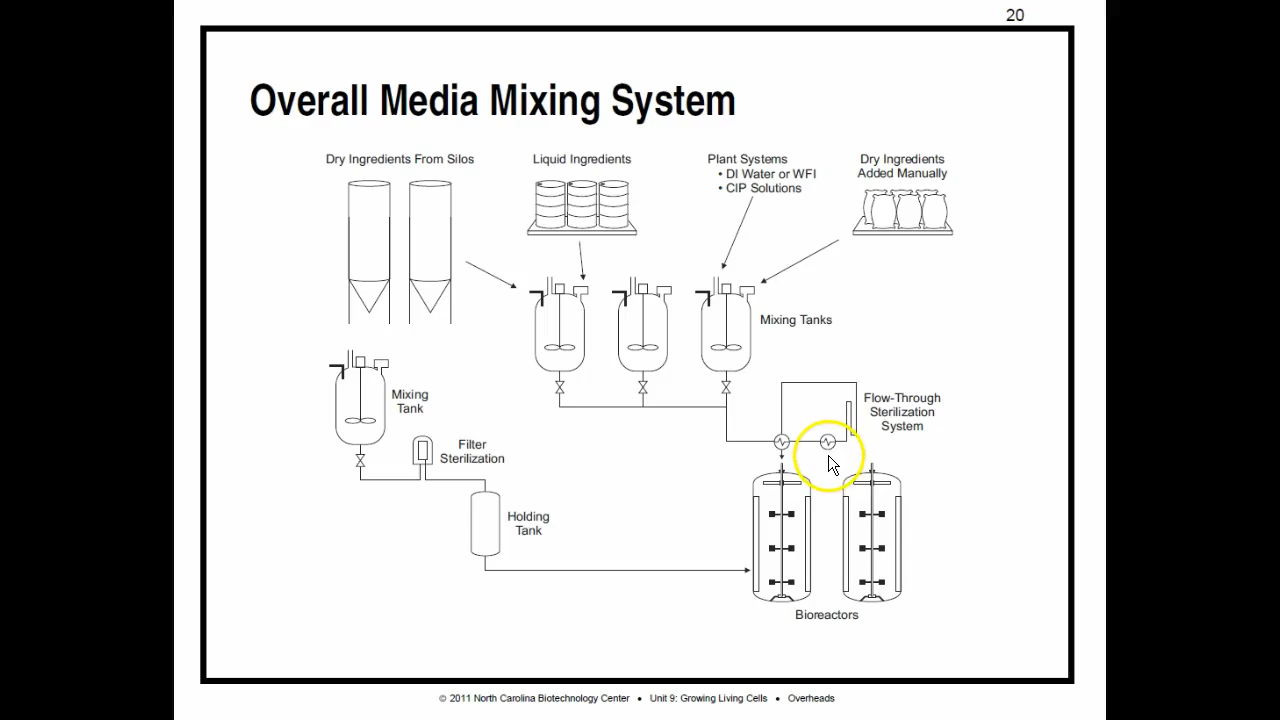 20
Overall Media Mixing System
Dry Ingredients From Silos
Liquid Ingredients
Plant Systems
• DI Water or WFI
• CIP Solutions
Dry Ingredients
Added Manually
Mixing Tanks
Mixing
Tank
Flow-Through
Sterilization
System
Filter
Sterilization
Holding
Tank
Bioreactors
© 2011 North Carolina Biotechnology Center • Unit 9: Growing Living Cells • Overheads